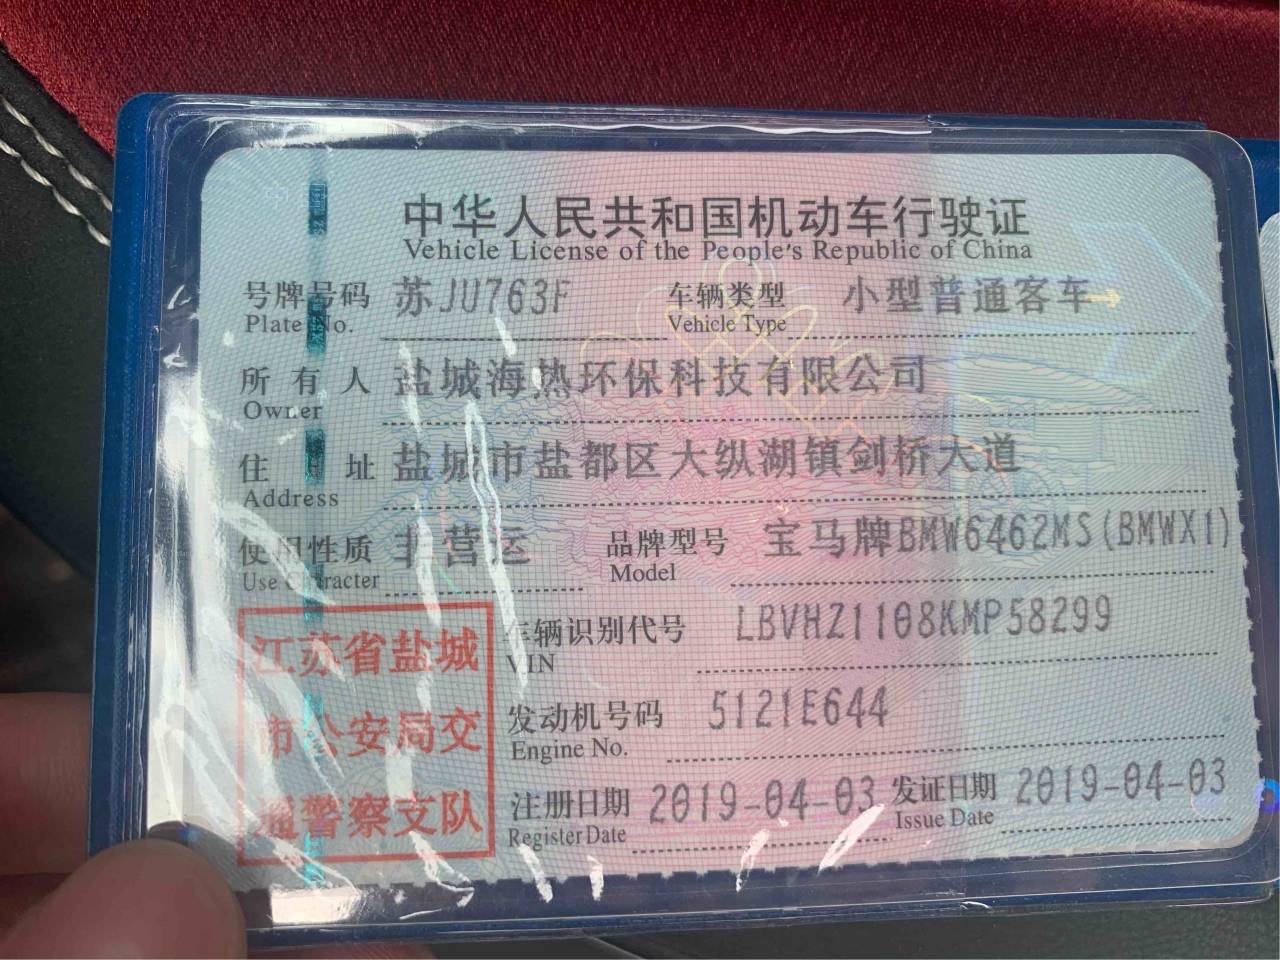 中华人民共和国机动车行驶证
Vehicle License of the People's Republic of China
号牌号码 苏JU763F 车辆类型 小型普通客车
Plate No. Vehicle Type
所有人 盐城海热环保科技有限公司
Owner
住址 盐城市盐都区大纵湖镇剑桥大道
Address
使用性质 非营运 品牌型号 宝马牌BMW6462MS(BMWX1)
Use Character Model
车辆识别代号 LBVHZ1108KMP58299
VIN
发动机号码 5121E644
Engine No.
注册日期 2019-04-03 发证日期 2019-04-03
Register Date Issue Date
江苏省盐城
市公安局交
通警察支队